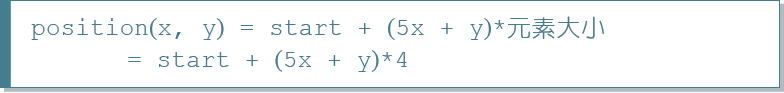 position(x, y) = start + (5x + y)*元素大小
= start + (5x + y)*4